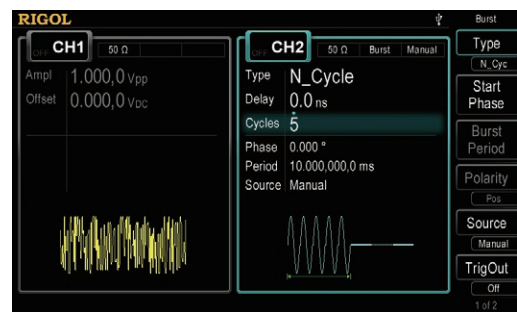 RIGOL
Burst
OFF CH1 50 Ω
Ampl 1.000,0 Vpp
Offset 0.000,0 VDC
OFF CH2 50 Ω Burst Manual
Type N_Cycle
Delay 0.0 ns
Cycles 5
Phase 0.000 °
Period 10.000,000,0 ms
Source Manual
Type
N_Cyc
Start
Phase
Burst
Period
Polarity
Pos
Source
Manual
TrigOut
Off
1 of 2